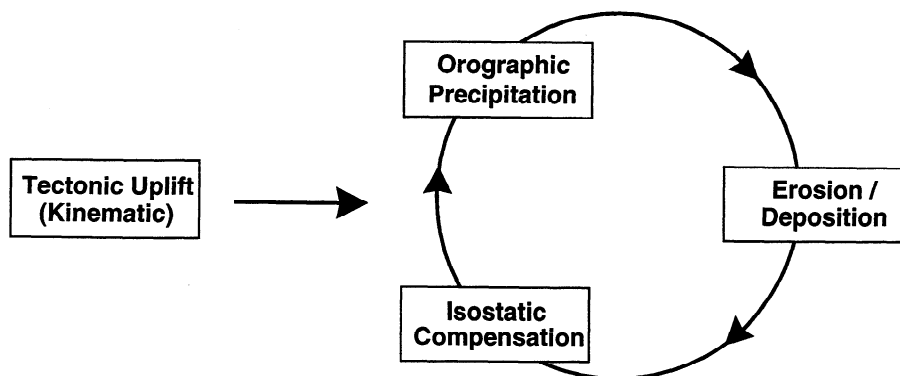 Orographic
Precipitation
Tectonic Uplift
(Kinematic)
Erosion /
Deposition
Isostatic
Compensation